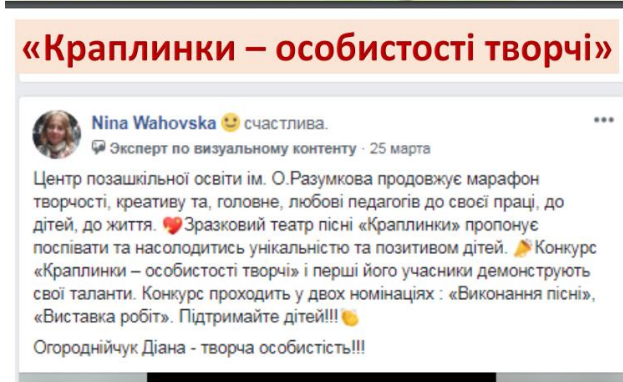 «Краплинки – особистості творчі»
Nina Wahovska 🙂 счастлива.
Эксперт по визуальному контенту · 25 марта
Центр позашкільної освіти ім. О.Разумкова продовжує марафон
творчості, креативу та, головне, любові педагогів до своєї праці, до
дітей, до життя. 💖Зразковий театр пісні «Краплинки» пропонує
поспівати та насолодитись унікальністю та позитивом дітей. 🎉Конкурс
«Краплинки – особистості творчі» і перші його учасники демонструють
свої таланти. Конкурс проходить у двох номінаціях : «Виконання пісні»,
«Виставка робіт». Підтримайте дітей!!!👏
Огороднійчук Діана - творча особистість!!!